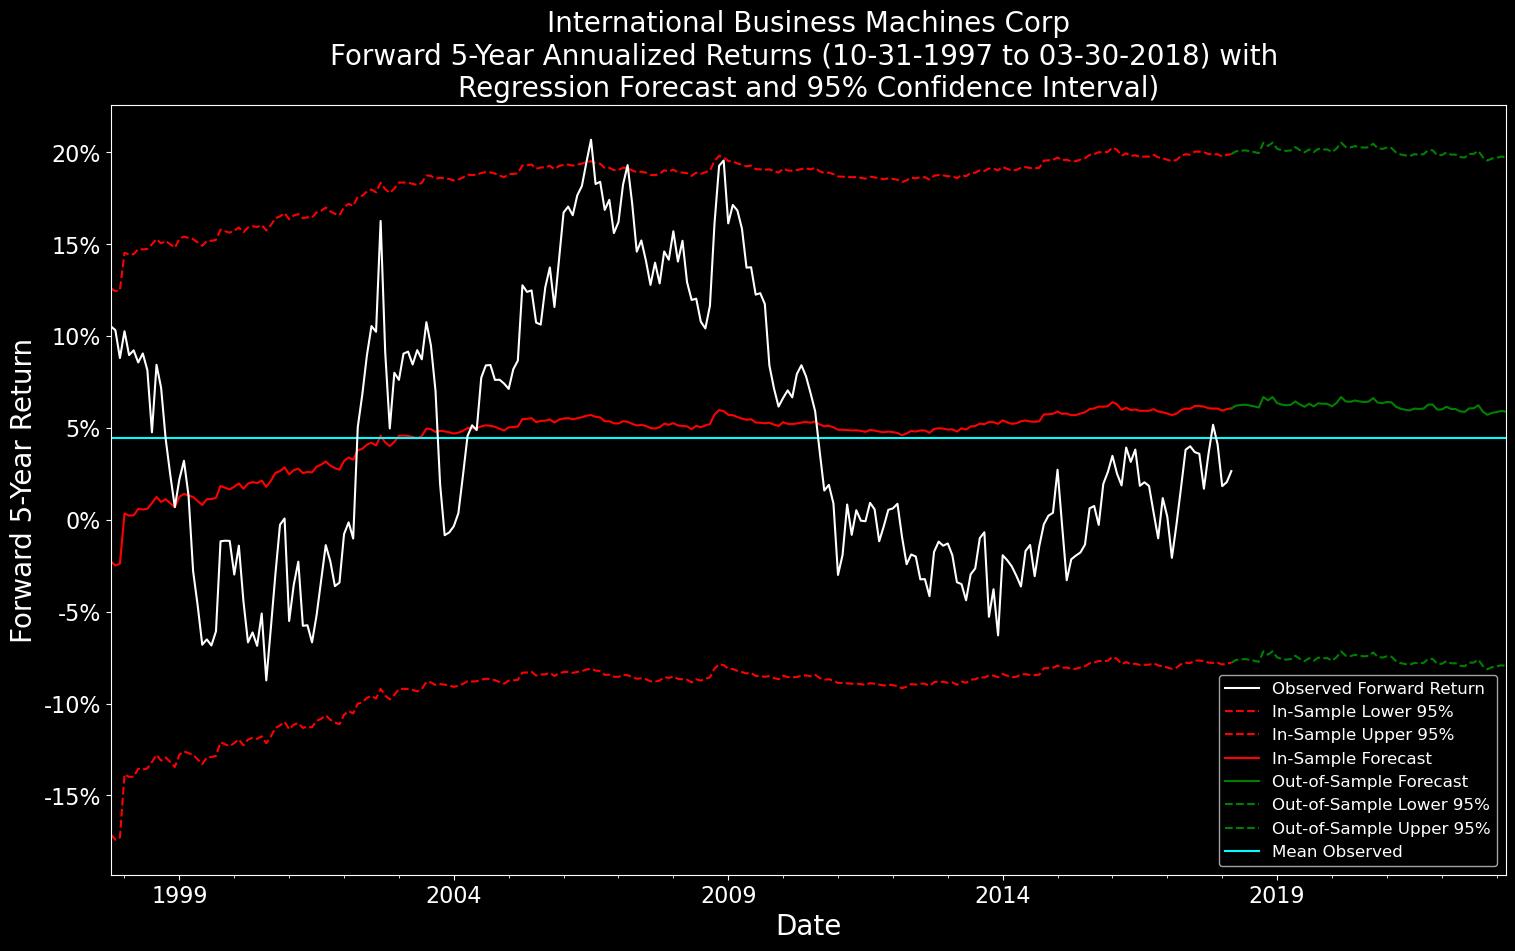 International Business Machines Corp
Forward 5-Year Annualized Returns (10-31-1997 to 03-30-2018) with
Regression Forecast and 95% Confidence Interval)
Forward 5-Year Return
20%
15%
10%
5%
0%
-5%
-10%
-15%
Observed Forward Return
In-Sample Lower 95%
In-Sample Upper 95%
In-Sample Forecast
Out-of-Sample Forecast
Out-of-Sample Lower 95%
Out-of-Sample Upper 95%
Mean Observed
1999
2004
2009
2014
2019
Date